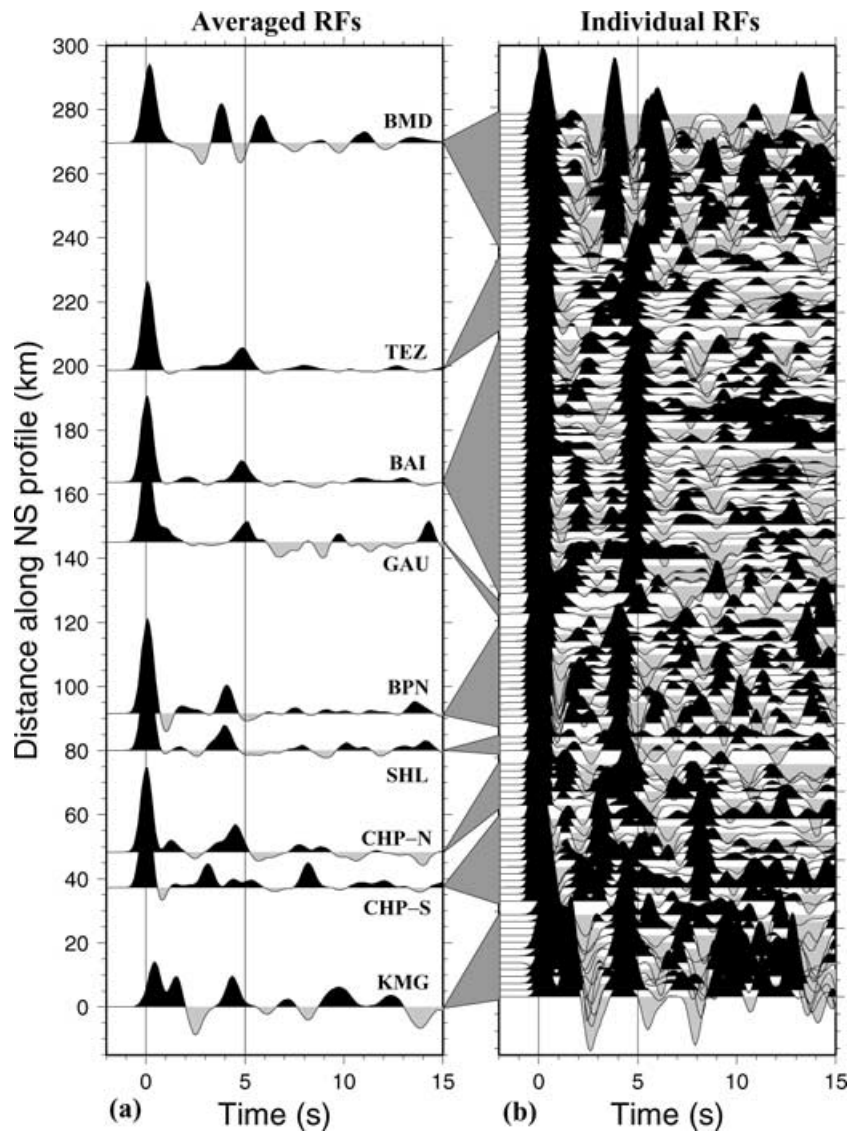 Averaged RFs
Individual RFs
Distance along NS profile (km)
300
280
260
240
220
200
180
160
140
120
100
80
60
40
20
0
BMD
TEZ
BAI
GAU
BPN
SHL
CHP–N
CHP–S
KMG
0 5 10 15
0 5 10 15
(a) Time (s)
(b) Time (s)